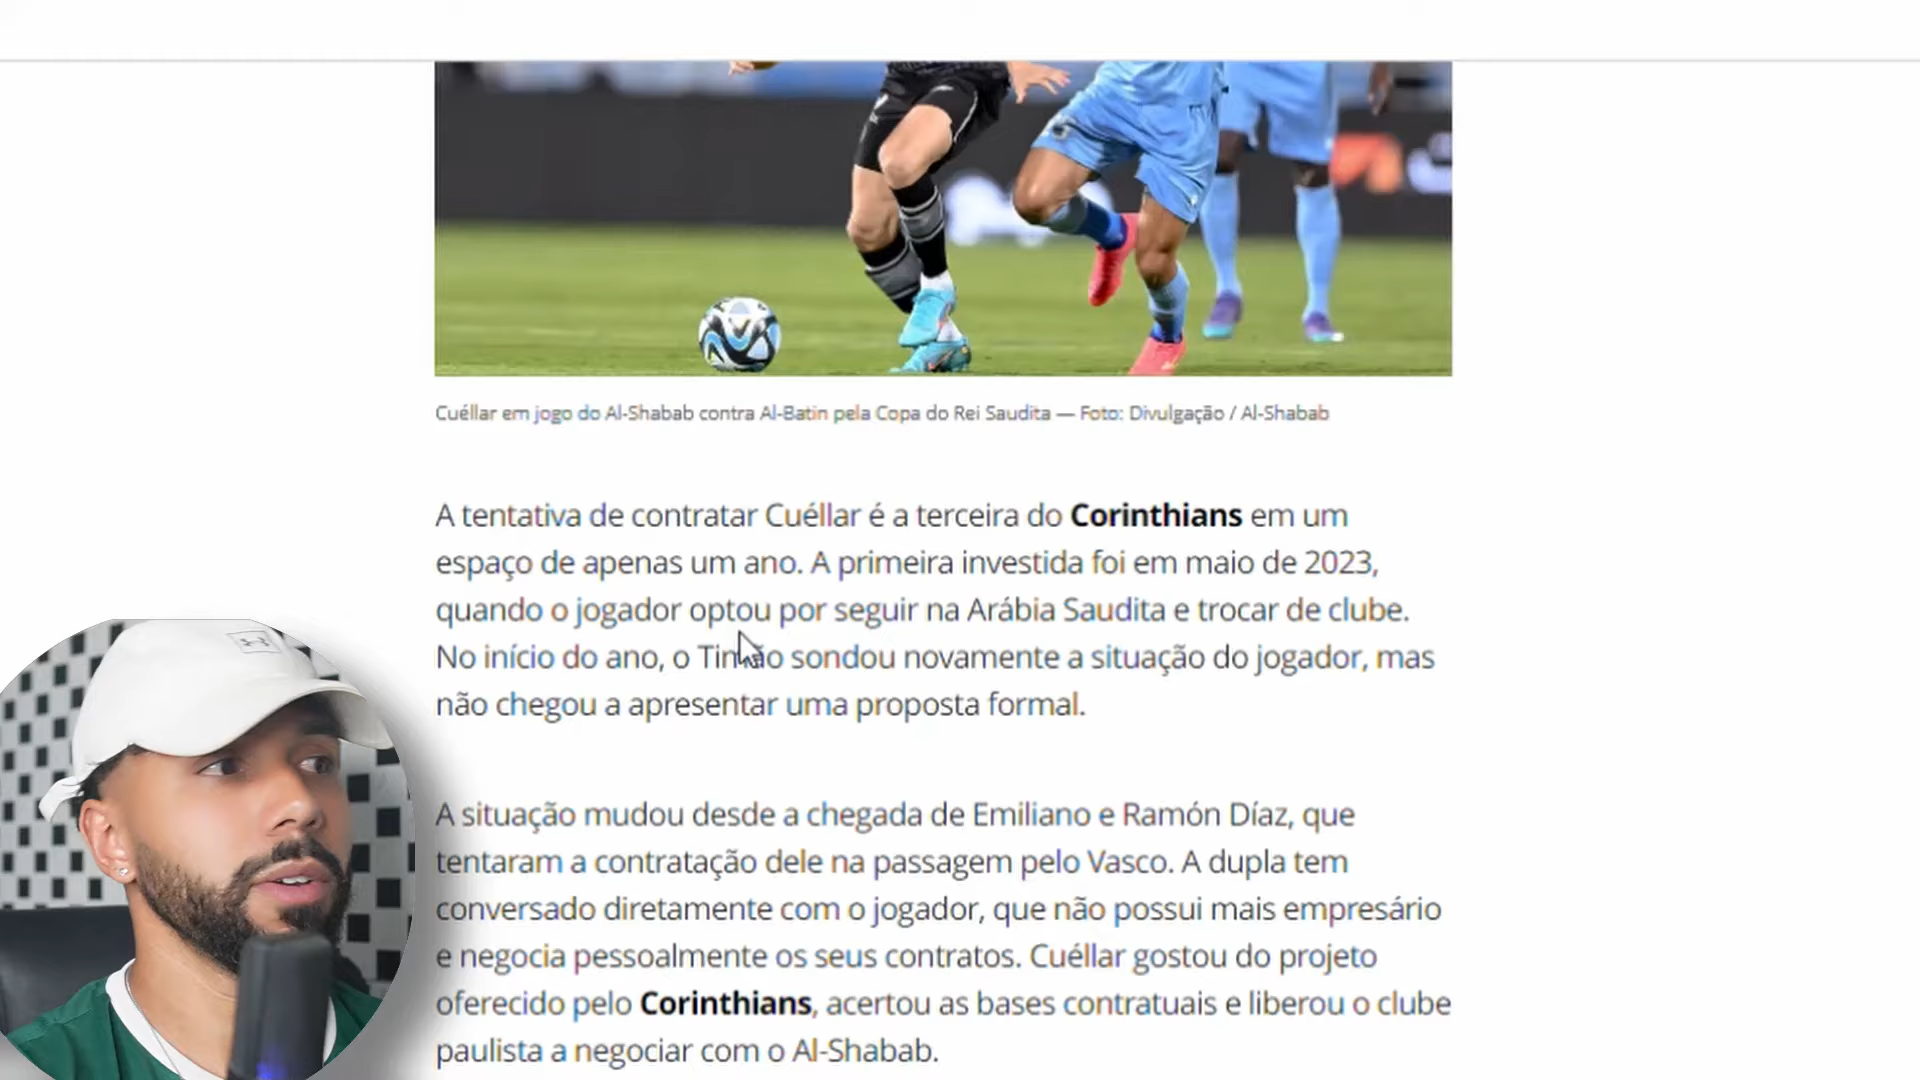 Cuéllar em jogo do Al-Shabab contra Al-Batin pela Copa do Rei Saudita — Foto: Divulgação / Al-Shabab
A tentativa de contratar Cuéllar é a terceira do Corinthians em um
espaço de apenas um ano. A primeira investida foi em maio de 2023,
quando o jogador optou por seguir na Arábia Saudita e trocar de clube.
No início do ano, o Timão sondou novamente a situação do jogador, mas
não chegou a apresentar uma proposta formal.
A situação mudou desde a chegada de Emiliano e Ramón Díaz, que
tentaram a contratação dele na passagem pelo Vasco. A dupla tem
conversado diretamente com o jogador, que não possui mais empresário
e negocia pessoalmente os seus contratos. Cuéllar gostou do projeto
oferecido pelo Corinthians, acertou as bases contratuais e liberou o clube
paulista a negociar com o Al-Shabab.